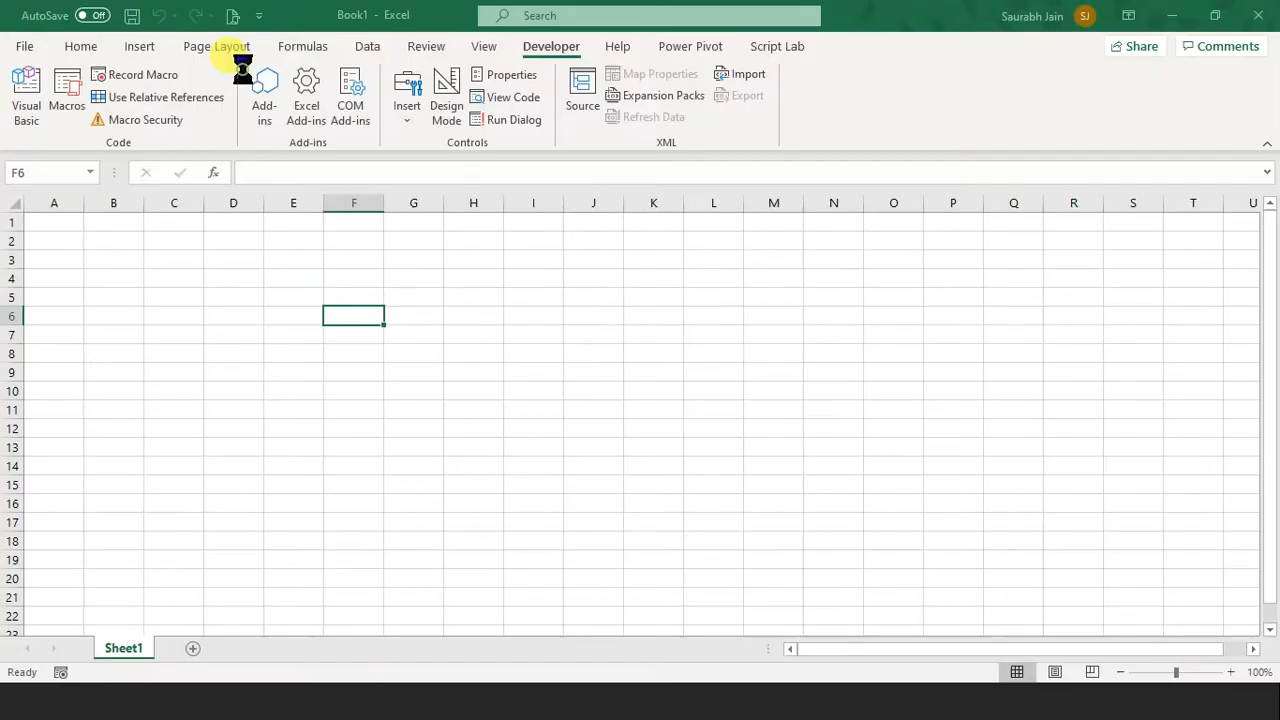 AutoSave Off Book1 - Excel Search Saurabh Jain SJ
File Home Insert Page Layout Formulas Data Review View Developer Help Power Pivot Script Lab Share Comments
Visual Basic
Macros
Record Macro
Use Relative References
Macro Security
Code
Add-ins
Excel Add-ins
COM Add-ins
Add-ins
Insert
Design Mode
Properties
View Code
Run Dialog
Controls
Source
Map Properties
Expansion Packs
Refresh Data
Import
Export
XML
F6 fx
A B C D E F G H I J K L M N O P Q R S T U
1
2
3
4
5
6
7
8
9
10
11
12
13
14
15
16
17
18
19
20
21
22
23
Sheet1
Ready 100%